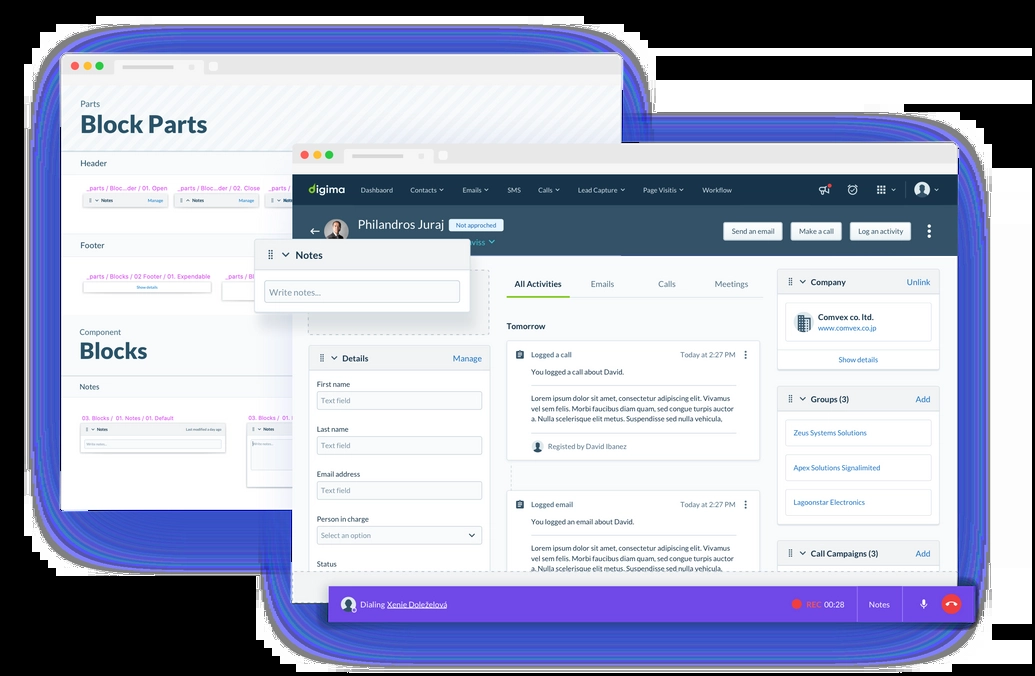 Parts
Block Parts
Header
_parts / Bloc...der / 01. Open
_parts / Bloc...der / 02. Close
_parts / Blo
Notes
Manage
Notes
Manage
Notes
Footer
_parts / Blocks / 02 Footer / 01. Expendable
_parts / B
Show details
Component
Blocks
Notes
03. Blocks / 01. Notes / 01. Default
03. Blocks / 01.
Notes
Last modified a day ago
Write notes...
Notes
Write notes...
digima
Dashbaord
Contacts
Emails
SMS
Calls
Lead Capture
Page Visitis
Workflow
Philandros Juraj
Not approched
viss
Send an email
Make a call
Log an activity
Notes
Write notes...
Details
Manage
First name
Text field
Last name
Text field
Email address
Text field
Person in charge
Select an option
Status
All Activities
Emails
Calls
Meetings
Tomorrow
Logged a call
Today at 2:27 PM
You logged a call about David.
Lorem ipsum dolor sit amet, consectetur adipiscing elit. Vivamus
vel sem felis. Morbi faucibus diam quam, sed congue turpis auctor
a. Nulla scelerisque elit metus. Suspendisse sed nulla vehicula,
Registed by David Ibanez
Logged email
Today at 2:27 PM
You logged an email about David.
Lorem ipsum dolor sit amet, consectetur adipiscing elit. Vivamus
vel sem felis. Morbi faucibus diam quam, sed congue turpis auctor
a. Nulla scelerisque elit metus. Suspendisse sed nulla vehicula,
Company
Unlink
Comvex co. ltd.
www.comvex.co.jp
Show details
Groups (3)
Add
Zeus Systems Solutions
Apex Solutions Signalimited
Lagoonstar Electronics
Call Campaigns (3)
Add
Dialing Xenie Doleželová
REC 00:28
Notes